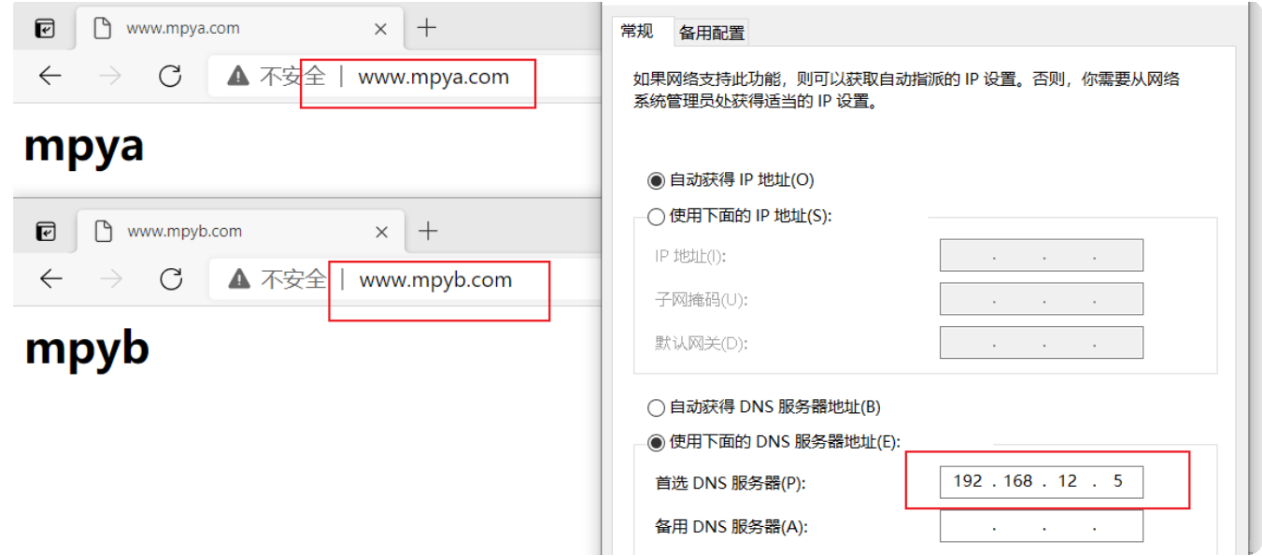 www.mpya.com
不安全 | www.mpya.com
mpya
www.mpyb.com
不安全 | www.mpyb.com
mpyb
常规 备用配置
如果网络支持此功能，则可以获取自动指派的 IP 设置。否则，你需要从网络
系统管理员处获得适当的 IP 设置。
自动获得 IP 地址(O)
使用下面的 IP 地址(S):
IP 地址(I):
子网掩码(U):
默认网关(D):
自动获得 DNS 服务器地址(B)
使用下面的 DNS 服务器地址(E):
首选 DNS 服务器(P): 192 . 168 . 12 . 5
备用 DNS 服务器(A):